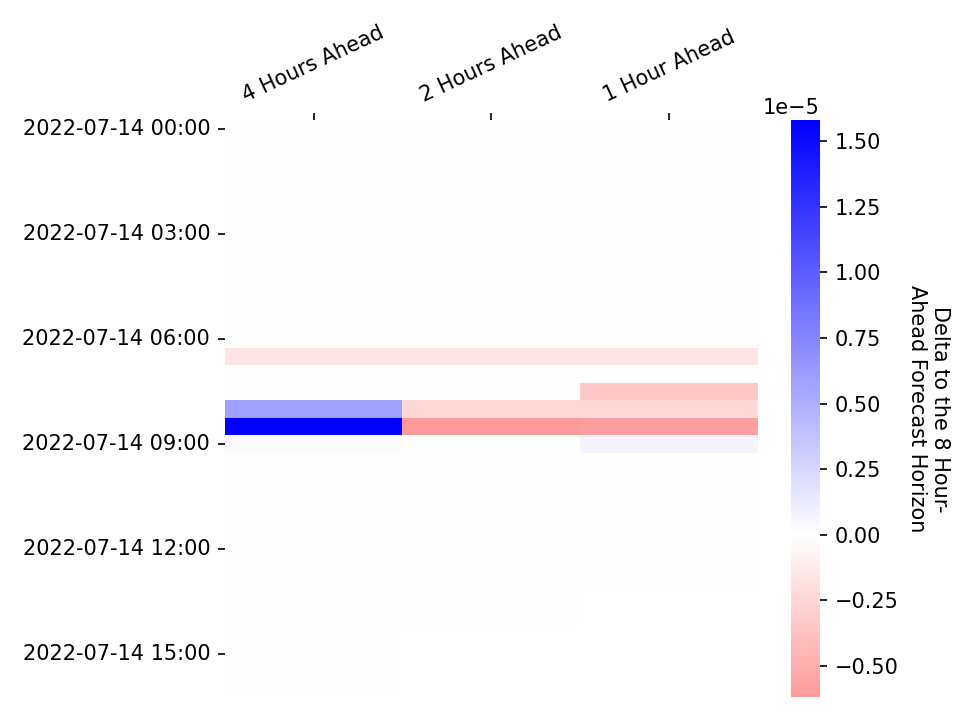 4 Hours Ahead
2 Hours Ahead
1 Hour Ahead
1e−5
2022-07-14 00:00
2022-07-14 03:00
2022-07-14 06:00
2022-07-14 09:00
2022-07-14 12:00
2022-07-14 15:00
1.50
1.25
1.00
0.75
0.50
0.25
0.00
−0.25
−0.50
Delta to the 8 Hour-
Ahead Forecast Horizon